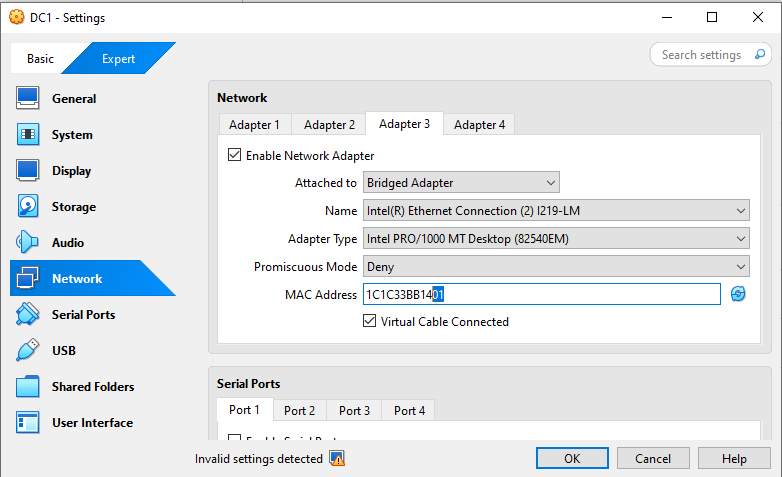 DC1 - Settings
Basic Expert Search settings
General
System
Display
Storage
Audio
Network
Serial Ports
USB
Shared Folders
User Interface
Network
Adapter 1 Adapter 2 Adapter 3 Adapter 4
Enable Network Adapter
Attached to Bridged Adapter
Name Intel(R) Ethernet Connection (2) I219-LM
Adapter Type Intel PRO/1000 MT Desktop (82540EM)
Promiscuous Mode Deny
MAC Address 1C1C33BB1401
Virtual Cable Connected
Serial Ports
Port 1 Port 2 Port 3 Port 4
Invalid settings detected OK Cancel Help